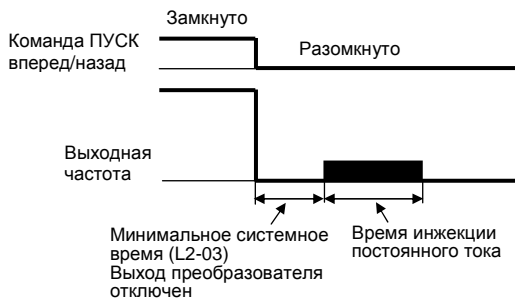 Замкнуто
Команда ПУСК
вперед/назад
Разомкнуто
Выходная
частота
Минимальное системное
время (L2-03)
Выход преобразователя
отключен
Время инжекции
постоянного тока